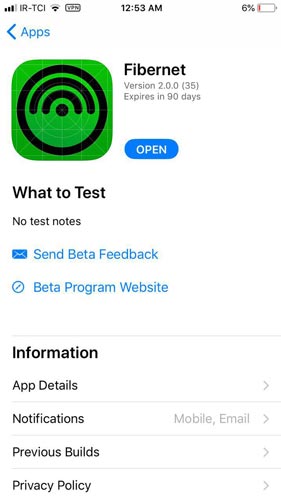 IR-TCI VPN 12:53 AM 6%
Apps
Fibernet
Version 2.0.0 (35)
Expires in 90 days
OPEN
What to Test
No test notes
Send Beta Feedback
Beta Program Website
Information
App Details
Notifications Mobile, Email
Previous Builds
Privacy Policy